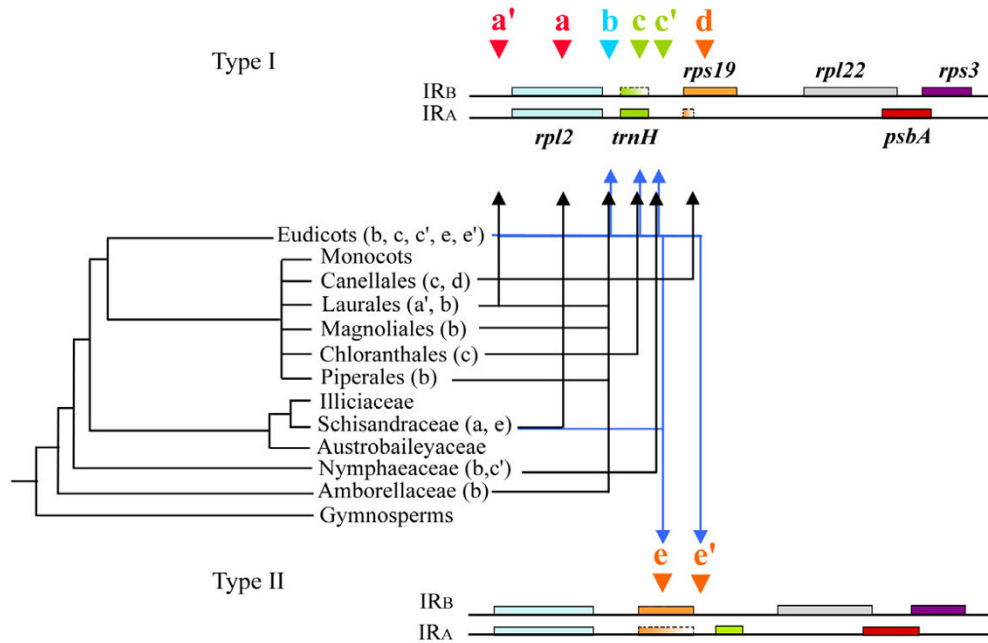 a' a b c c' d
Type I
rps19 rpl22 rps3
IRB
IRA
rpl2 trnH psbA
Eudicots (b, c, c', e, e')
Monocots
Canellales (c, d)
Laurales (a', b)
Magnoliales (b)
Chloranthales (c)
Piperales (b)
Illiciaceae
Schisandraceae (a, e)
Austrobaileyaceae
Nymphaeaceae (b,c')
Amborellaceae (b)
Gymnosperms
e e'
Type II
IRB
IRA